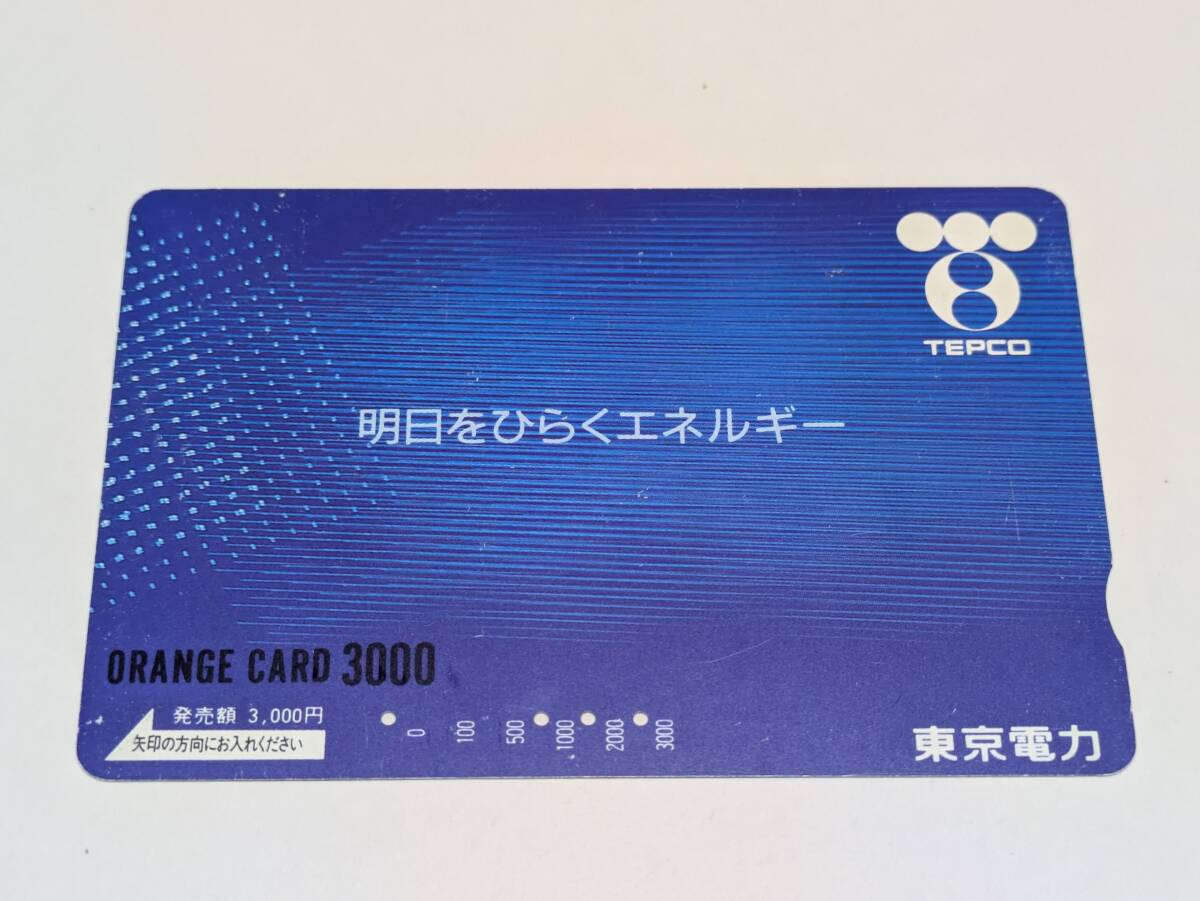 TEPCO
明日をひらくエネルギー
ORANGE CARD 3000
発売額 3,000円
矢印の方向にお入れください
0 100 500 1000 2000 3000
東京電力